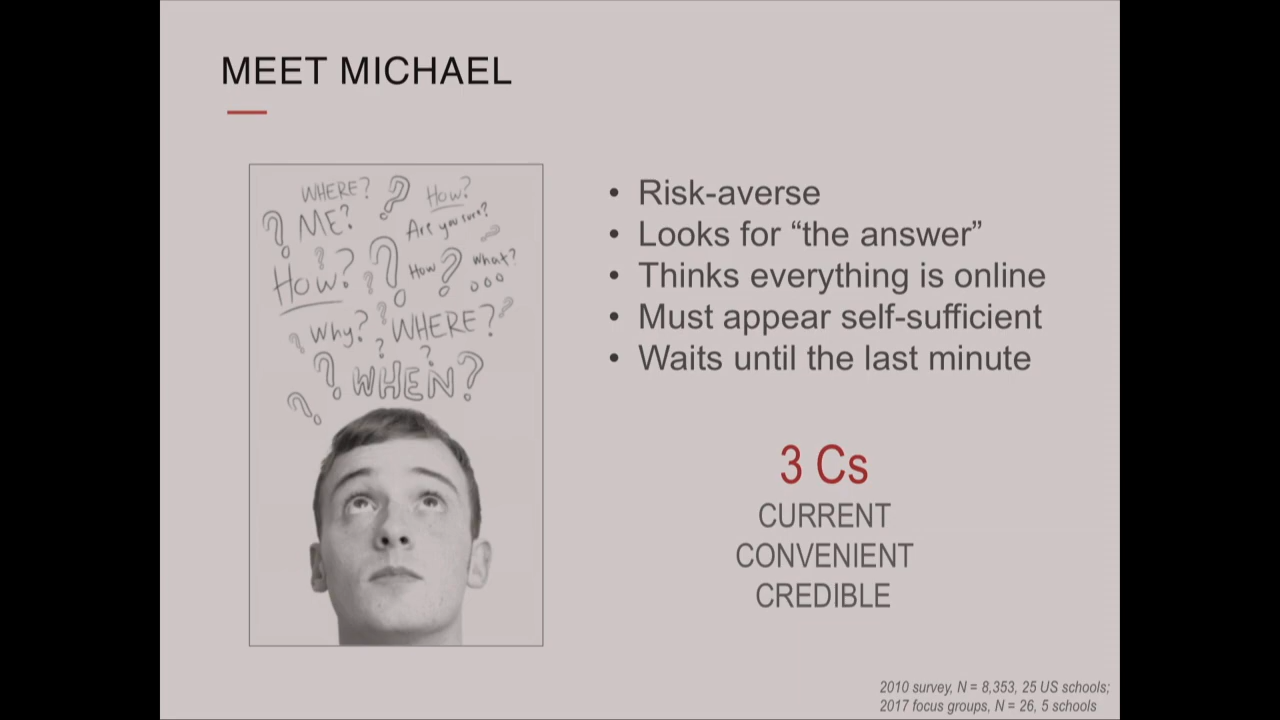 MEET MICHAEL
WHERE? ? How?
? ME? Are you sure?
How? ? How ? what?
Why? ? WHERE? ?
? WHEN?
?
• Risk-averse
• Looks for “the answer”
• Thinks everything is online
• Must appear self-sufficient
• Waits until the last minute
3 Cs
CURRENT
CONVENIENT
CREDIBLE
2010 survey, N = 8,353, 25 US schools;
2017 focus groups, N = 26, 5 schools